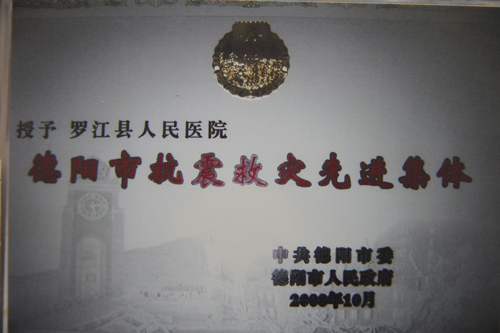 授予 罗江县人民医院
德阳市抗震救灾先进集体
中共德阳市委
德阳市人民政府
2008年10月